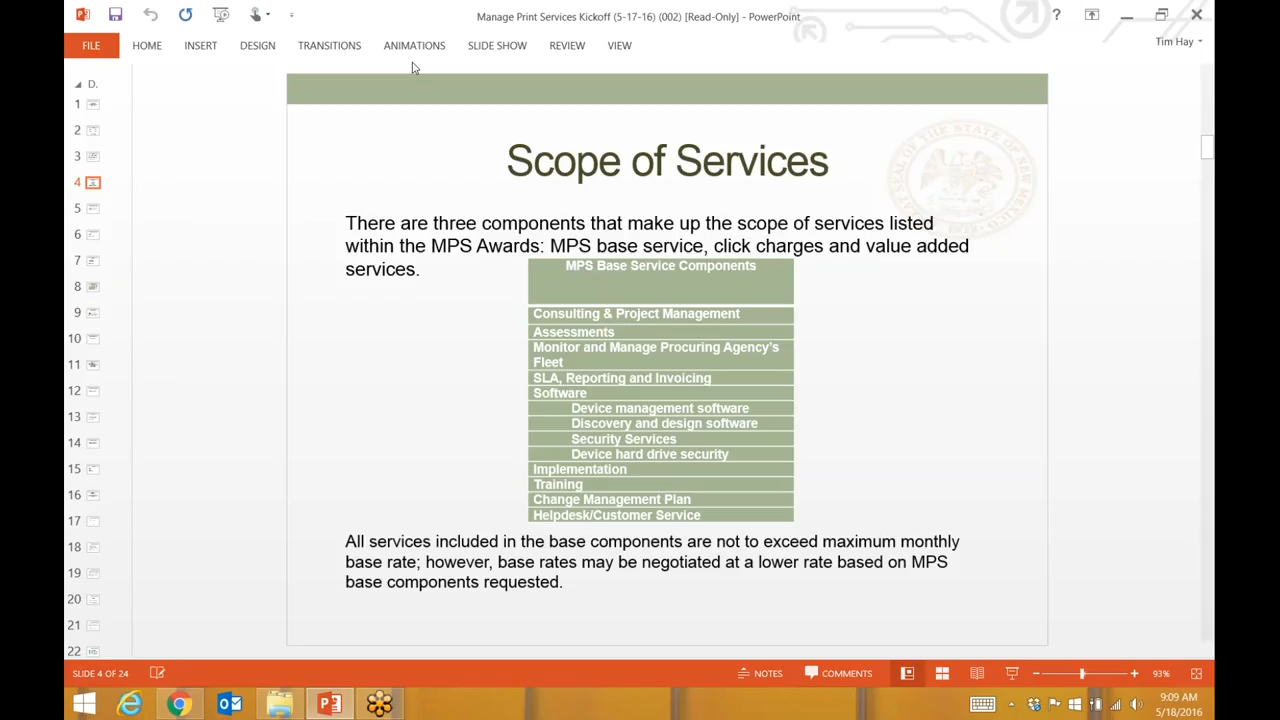 Manage Print Services Kickoff (5-17-16) (002) [Read-Only] - PowerPoint
?
FILE
HOME
INSERT
DESIGN
TRANSITIONS
ANIMATIONS
SLIDE SHOW
REVIEW
VIEW
Tim Hay
D.
1
2
3
4
5
6
7
8
9
10
11
12
13
14
15
16
17
18
19
20
21
22
Scope of Services
There are three components that make up the scope of services listed
within the MPS Awards: MPS base service, click charges and value added
services.
MPS Base Service Components
Consulting & Project Management
Assessments
Monitor and Manage Procuring Agency's
Fleet
SLA, Reporting and Invoicing
Software
Device management software
Discovery and design software
Security Services
Device hard drive security
Implementation
Training
Change Management Plan
Helpdesk/Customer Service
All services included in the base components are not to exceed maximum monthly
base rate; however, base rates may be negotiated at a lower rate based on MPS
base components requested.
SLIDE 4 OF 24
NOTES
COMMENTS
93%
9:09 AM
5/18/2016